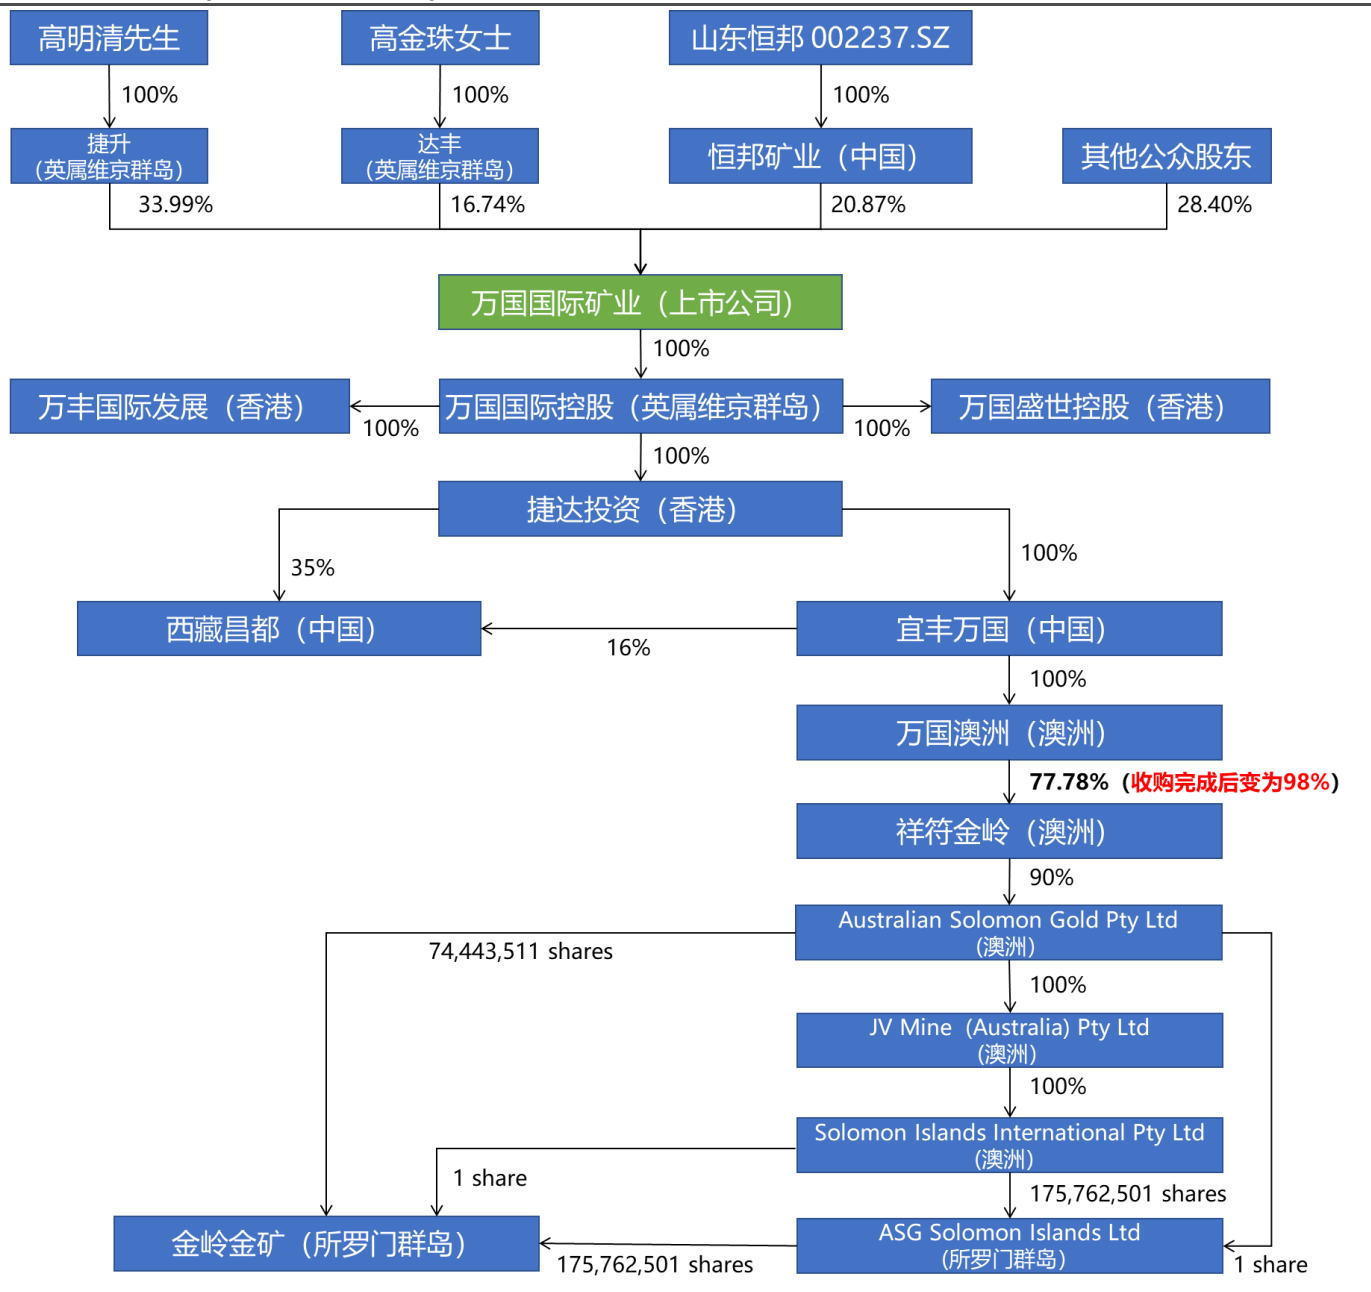 高明清先生
高金珠女士
山东恒邦 002237.SZ
100%
100%
100%
捷升
（英属维京群岛）
达丰
（英属维京群岛）
恒邦矿业（中国）
其他公众股东
33.99%
16.74%
20.87%
28.40%
万国国际矿业（上市公司）
100%
万丰国际发展（香港）
万国国际控股（英属维京群岛）
万国盛世控股（香港）
100%
100%
100%
捷达投资（香港）
35%
100%
西藏昌都（中国）
宜丰万国（中国）
16%
100%
万国澳洲（澳洲）
77.78%（收购完成后变为98%）
祥符金岭（澳洲）
90%
Australian Solomon Gold Pty Ltd
(澳洲）
74,443,511 shares
100%
JV Mine (Australia) Pty Ltd
(澳洲）
100%
Solomon Islands International Pty Ltd
(澳洲）
1 share
175,762,501 shares
金岭金矿（所罗门群岛）
ASG Solomon Islands Ltd
(所罗门群岛）
175,762,501 shares
1 share